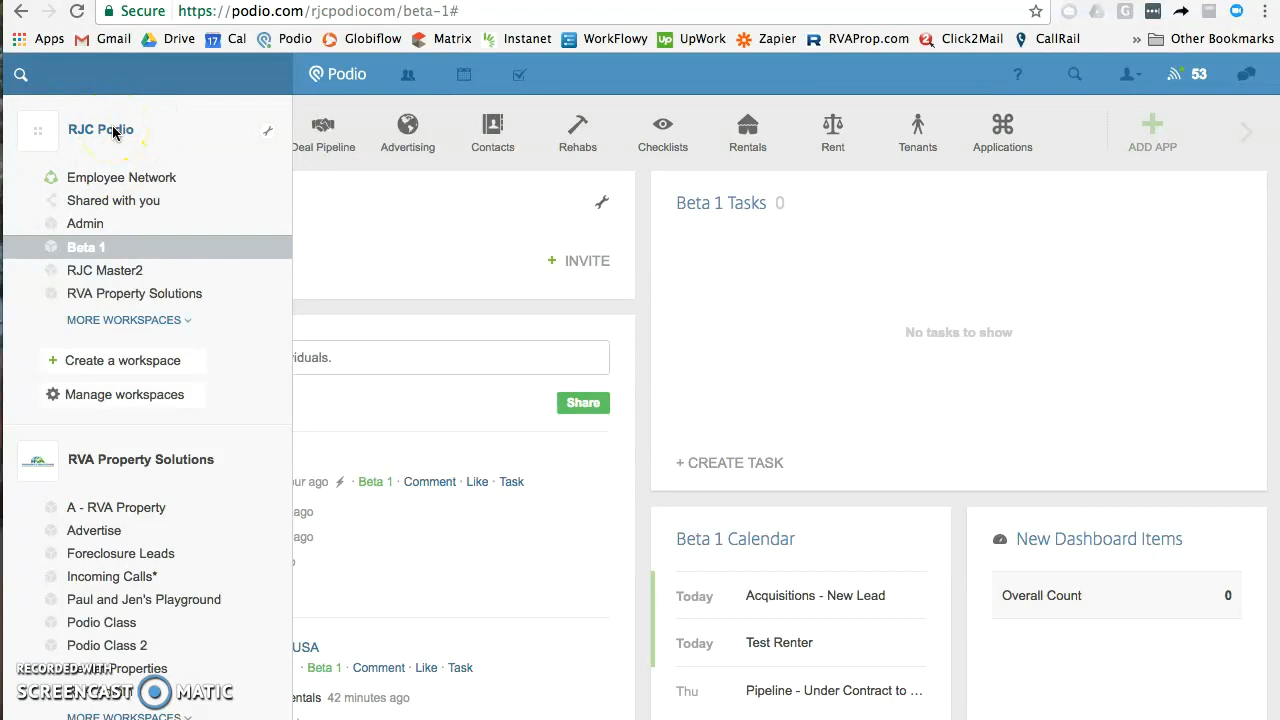 Secure https://podio.com/rjcpodiocom/beta-1#
Apps Gmail Drive 17 Cal Podio Globiflow Matrix Instanet WorkFlowy Up UpWork Zapier R RVAProp.com Click2Mail CallRail » Other Bookmarks
Podio ? 53
RJC Podio
Employee Network
Shared with you
Admin
Beta 1
RJC Master2
RVA Property Solutions
MORE WORKSPACES
+ Create a workspace
Manage workspaces
RVA Property Solutions
A - RVA Property
Advertise
Foreclosure Leads
Incoming Calls*
Paul and Jen's Playground
Podio Class
Podio Class 2
Properties
RECORDED WITH
SCREENCAST MATIC
MORE WORKSPACES
Deal Pipeline Advertising Contacts Rehabs Checklists Rentals Rent Tenants Applications ADD APP
+ INVITE
viduals.
Share
our ago Beta 1 · Comment · Like · Task
ago
ago
USA
· Beta 1 · Comment · Like · Task
entals 42 minutes ago
Beta 1 Tasks 0
No tasks to show
+ CREATE TASK
Beta 1 Calendar
Today Acquisitions - New Lead
Today Test Renter
Thu Pipeline - Under Contract to ...
New Dashboard Items
Overall Count 0